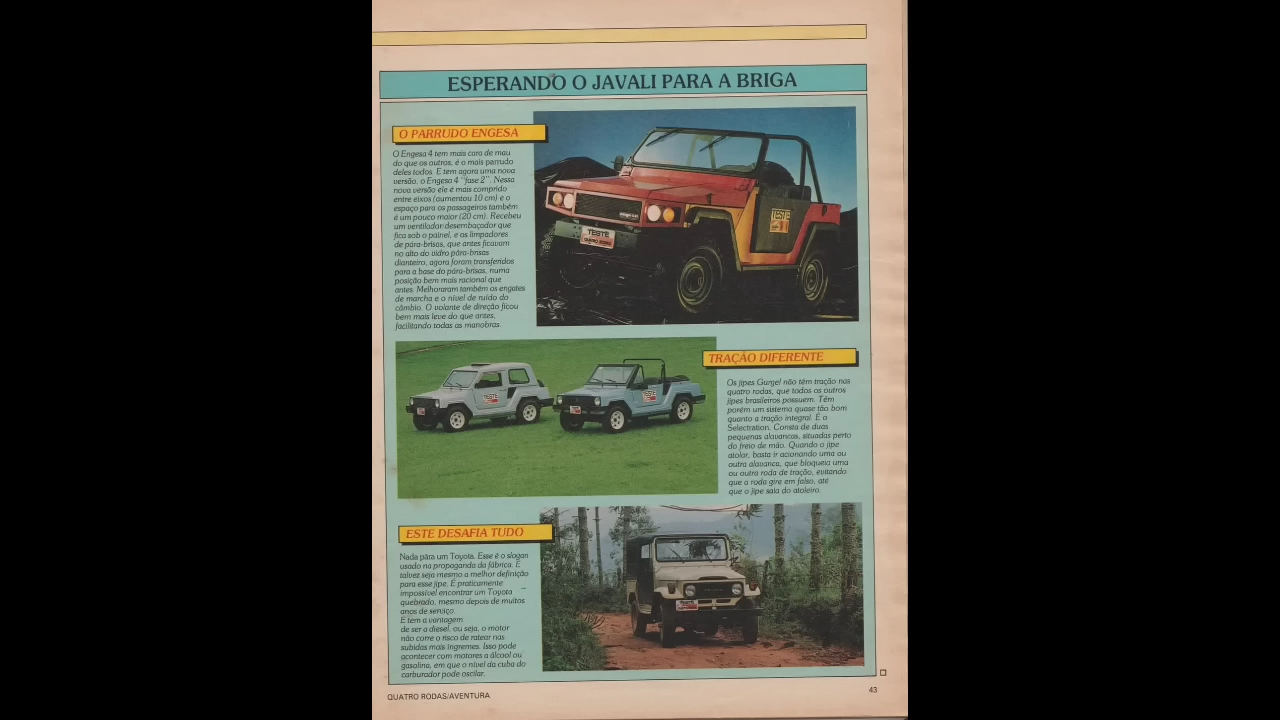 ESPERANDO O JAVALI PARA A BRIGA
O PARRUDO ENGESA
O Engesa 4 tem mais cara de mau
do que os outros, é o mais parrudo
deles todos. E tem agora uma nova
versão, o Engesa 4 "fase 2". Nessa
nova versão ele é mais comprido
entre eixos (aumentou 10 cm) e o
espaço para os passageiros também
é um pouco maior (20 cm). Recebeu
um ventilador desembaçador que
fica sob o painel, e os limpadores
de pára-brisas, que antes ficavam
no alto do vidro pára-brisas
dianteiro, agora foram transferidos
para a base do pára-brisas, numa
posição bem mais racional que
antes. Melhoraram também os engates
de marcha e o nível de ruído do
câmbio. O volante de direção ficou
bem mais leve do que antes,
facilitando todas as manobras.
TESTE
QUATRO RODAS
TESTE
TRAÇÃO DIFERENTE
Os jipes Gurgel não têm tração nas
quatro rodas, que todos os outros
jipes brasileiros possuem. Têm
porém um sistema quase tão bom
quanto a tração integral. É o
Selectration. Consta de duas
pequenas alavancas, situadas perto
do freio de mão. Quando o jipe
atolar, basta ir acionando uma ou
outra alavanca, que bloqueia uma
ou outra roda de tração, evitando
que a roda gire em falso, até
que o jipe saia do atoleiro.
TESTE
TESTE
ESTE DESAFIA TUDO
Nada pára um Toyota. Esse é o slogan
usado na propaganda da fábrica. E
talvez seja mesmo a melhor definição
para esse jipe. É praticamente
impossível encontrar um Toyota
quebrado, mesmo depois de muitos
anos de serviço.
E tem a vantagem
de ser a diesel, ou seja, o motor
não corre o risco de ratear nas
subidas mais íngremes. Isso pode
acontecer com motores a álcool ou
gasolina, em que o nível da cuba do
carburador pode oscilar.
TESTE
QUATRO RODAS/AVENTURA
43